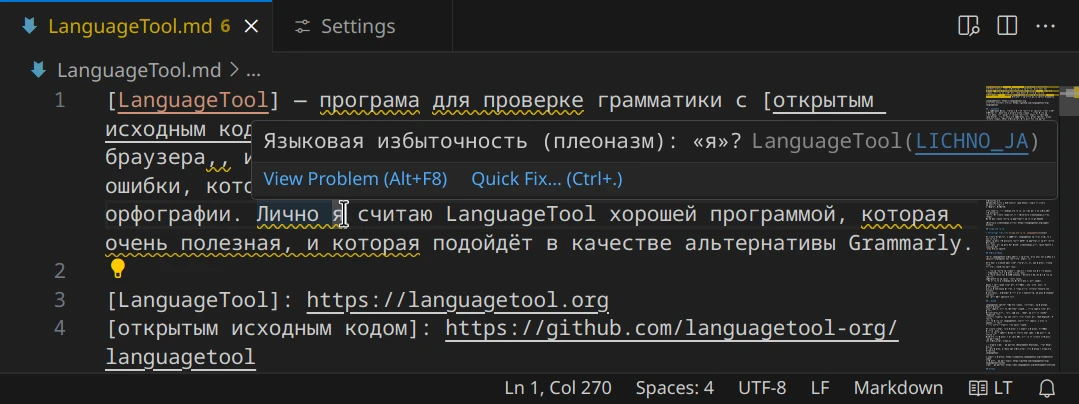 LanguageTool.md 6 Settings
LanguageTool.md > ...
1 [LanguageTool] — програма для проверке грамматики с [открытым
исходным код
Языковая избыточность (плеоназм): «я»? LanguageTool(LICHNO_JA)
браузера,, и
View Problem (Alt+F8) Quick Fix... (Ctrl+.)
ошибки, кото
орфографии. Лично я считаю LanguageTool хорошей программой, которая
очень полезная, и которая подойдёт в качестве альтернативы Grammarly.
2
3 [LanguageTool]: https://languagetool.org
4 [открытым исходным кодом]: https://github.com/languagetool-org/
languagetool
Ln 1, Col 270 Spaces: 4 UTF-8 LF Markdown LT